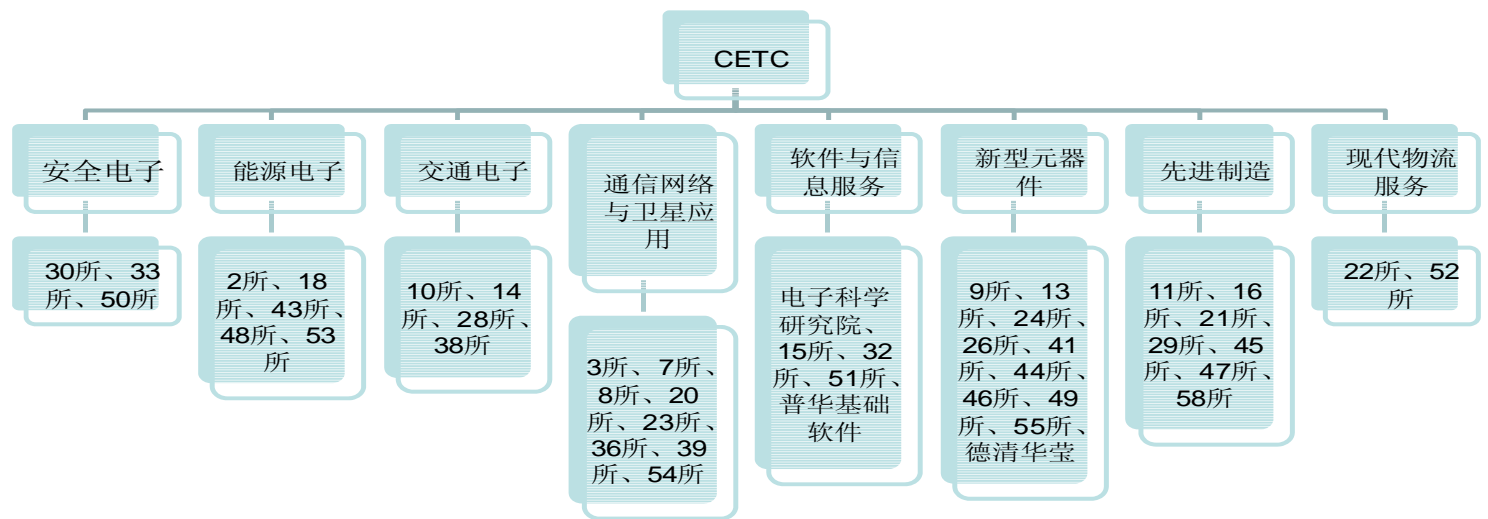 CETC
安全电子
能源电子
交通电子
通信网络
与卫星应
用
软件与信
息服务
新型元器
件
先进制造
现代物流
服务
30所、33
所、50所
2所、18
所、43所、
48所、53
所
10所、14
所、28所、
38所
3所、7所、
8所、20
所、23所、
36所、39
所、54所
电子科学
研究院、
15所、32
所、51所、
普华基础
软件
9所、13
所、24所、
26所、41
所、44所、
46所、49
所、55所、
德清华莹
11所、16
所、21所、
29所、45
所、47所、
58所
22所、52
所